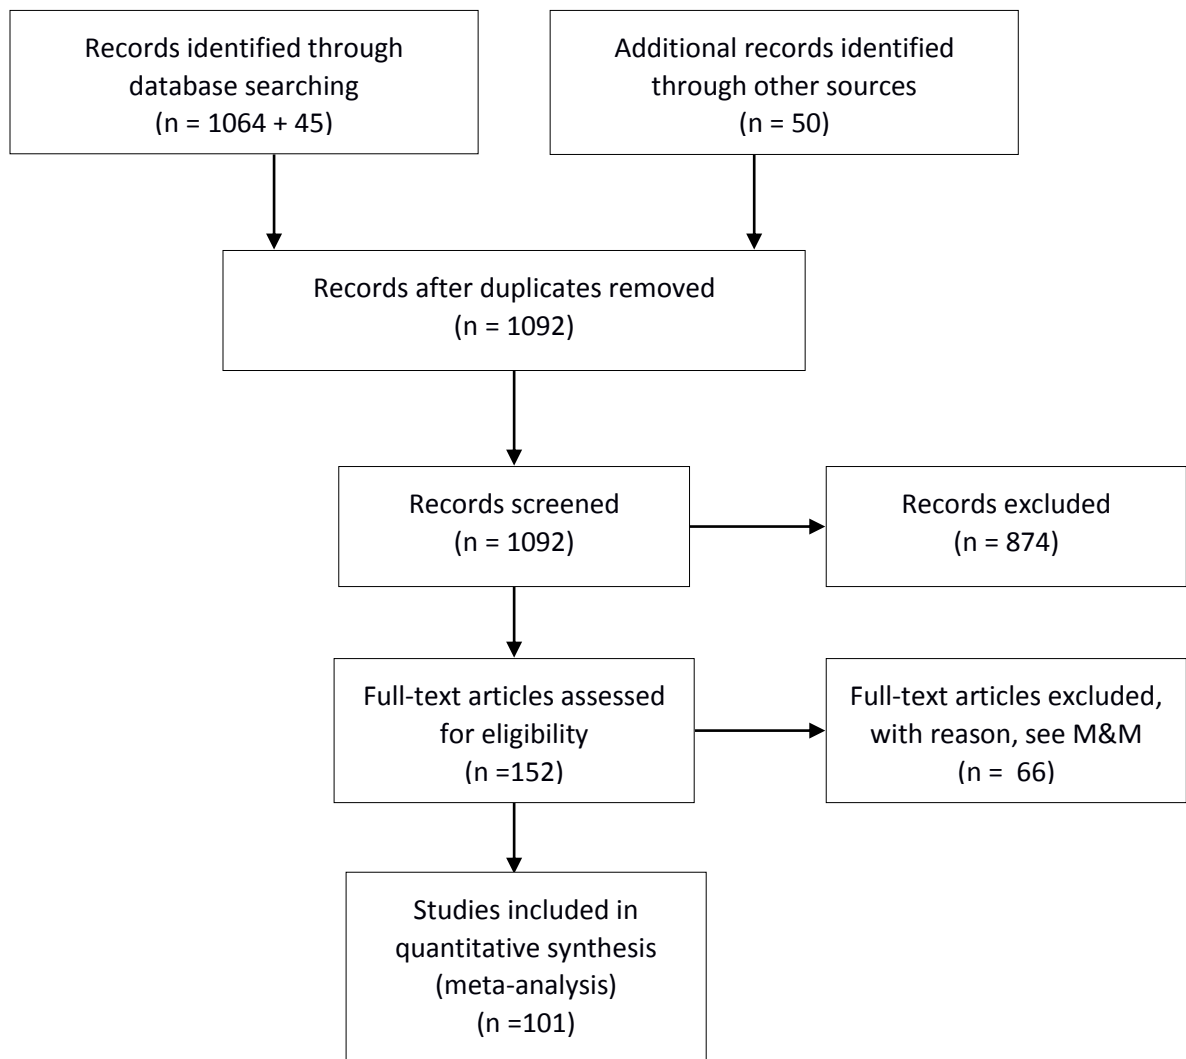 Records identified through
database searching
(n = 1064 + 45)
Additional records identified
through other sources
(n = 50)
Records after duplicates removed
(n = 1092)
Records screened
(n = 1092)
Records excluded
(n = 874)
Full-text articles assessed
for eligibility
(n =152)
Full-text articles excluded,
with reason, see M&M
(n =  66)
Studies included in
quantitative synthesis
(meta-analysis)
(n =101)